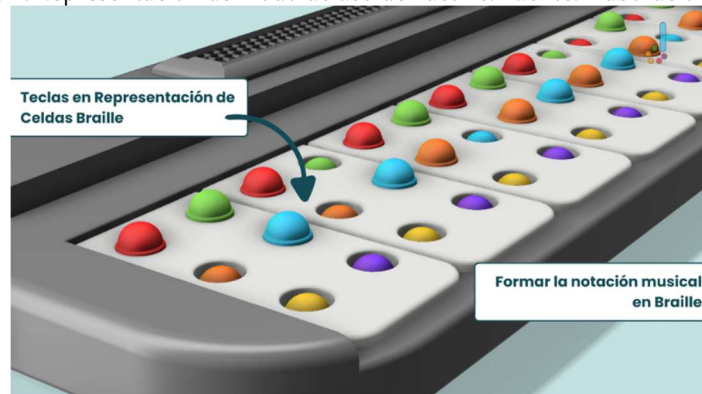 Teclas en Representación de
Celdas Braille
Formar la notación musical
en Braille